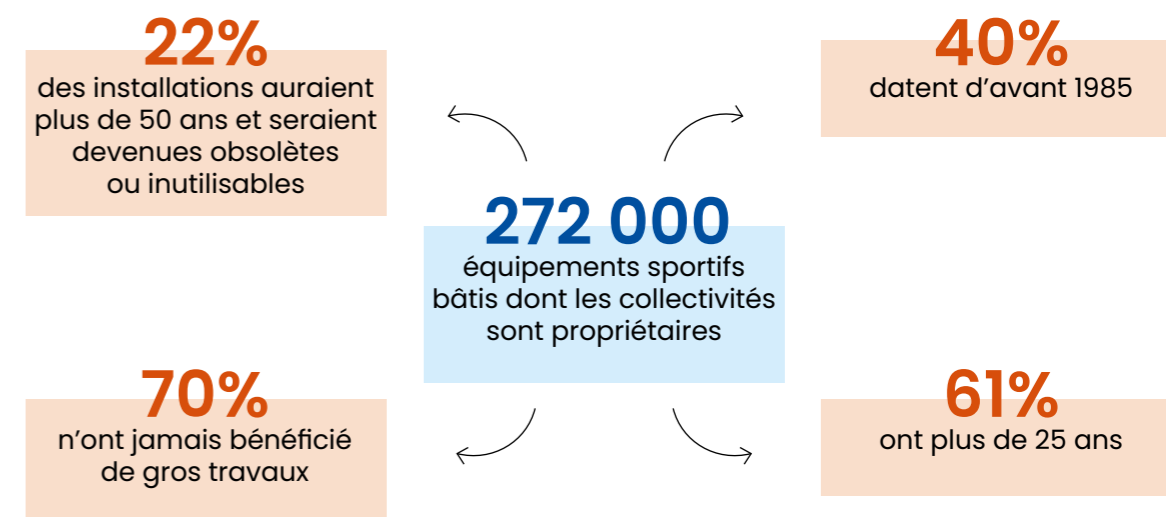 22%
des installations auraient
plus de 50 ans et seraient
devenues obsolètes
ou inutilisables
40%
datent d’avant 1985
272 000
équipements sportifs
bâtis dont les collectivités
sont propriétaires
70%
n’ont jamais bénéficié
de gros travaux
61%
ont plus de 25 ans